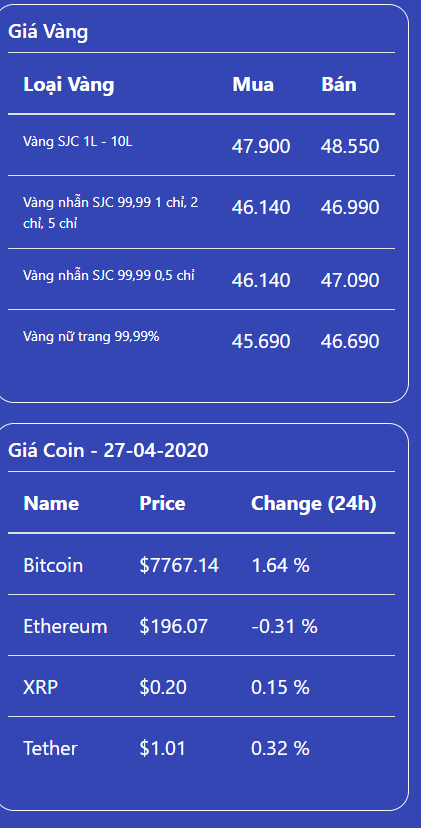 Giá Vàng
Loại Vàng Mua Bán
Vàng SJC 1L - 10L 47.900 48.550
Vàng nhẫn SJC 99,99 1 chỉ, 2 46.140 46.990
chỉ, 5 chỉ
Vàng nhẫn SJC 99,99 0,5 chỉ 46.140 47.090
Vàng nữ trang 99,99% 45.690 46.690
Giá Coin - 27-04-2020
Name Price Change (24h)
Bitcoin $7767.14 1.64 %
Ethereum $196.07 -0.31 %
XRP $0.20 0.15 %
Tether $1.01 0.32 %